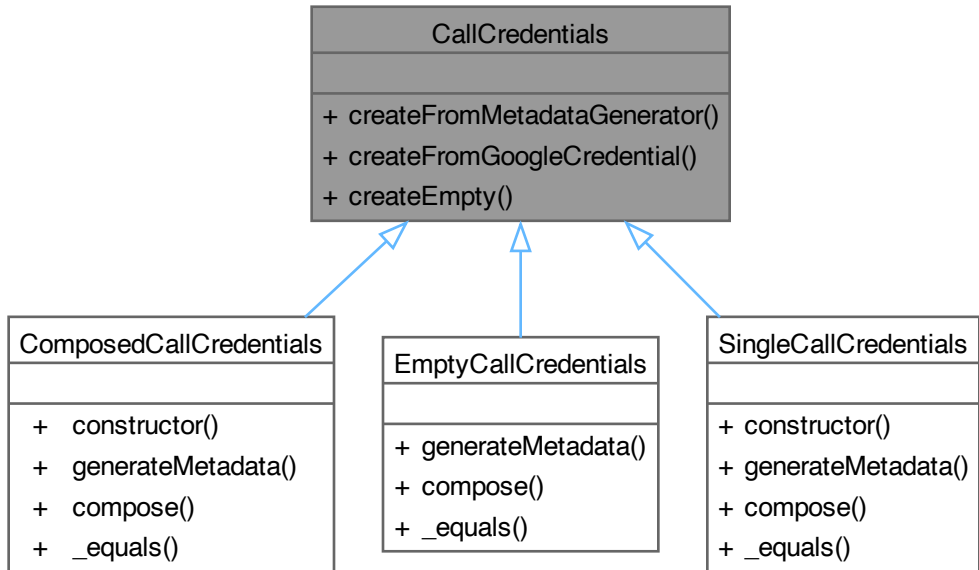 CallCredentials
+ createFromMetadataGenerator()
+ createFromGoogleCredential()
+ createEmpty()
ComposedCallCredentials
+ constructor()
+ generateMetadata()
+ compose()
+ _equals()
EmptyCallCredentials
+ generateMetadata()
+ compose()
+ _equals()
SingleCallCredentials
+ constructor()
+ generateMetadata()
+ compose()
+ _equals()